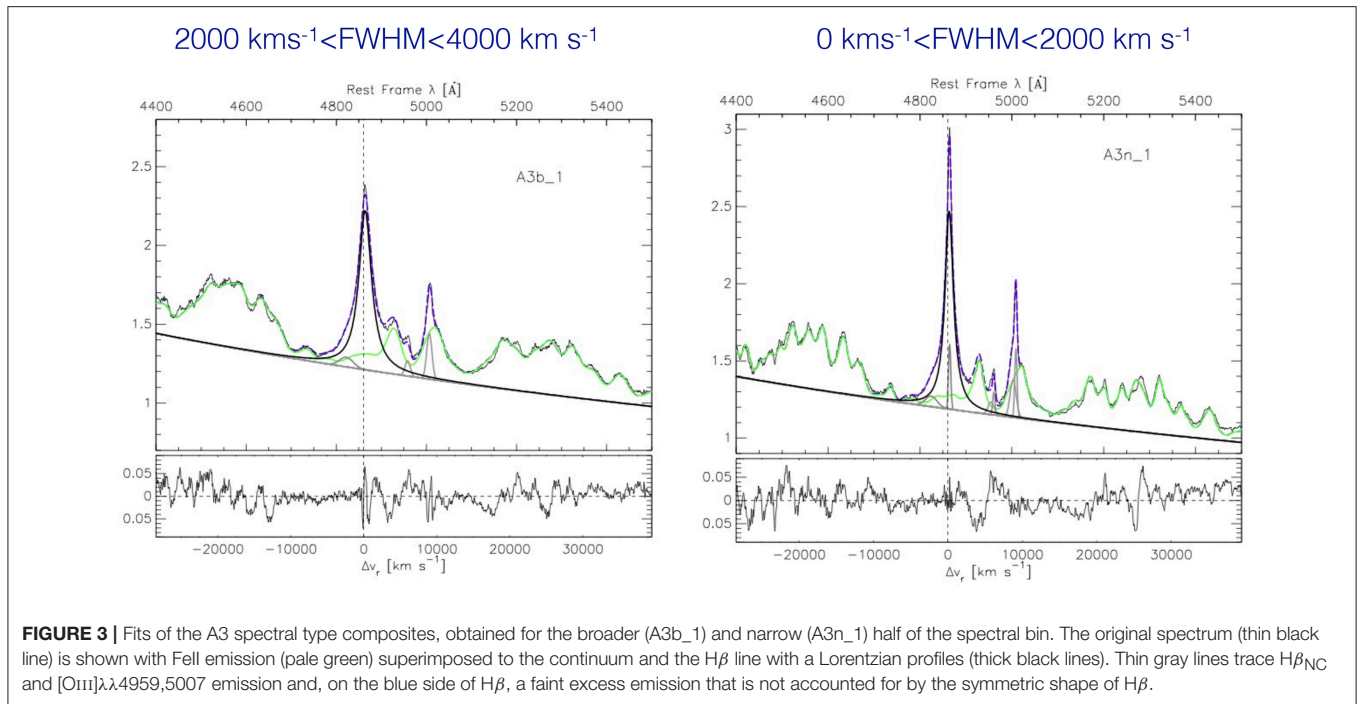 2000 kms-1<FWHM<4000 km s-1
0 kms-1<FWHM<2000 km s-1
Rest Frame λ [Å]
4400 4600 4800 5000 5200 5400
A3b_1
2.5
2
1.5
1
0.05
0
0.05
−20000 −10000 0 10000 20000 30000
Δvr [km s−1]
Rest Frame λ [Å]
4400 4600 4800 5000 5200 5400
A3n_1
3
2.5
2
1.5
1
0.05
0
0.05
−20000 −10000 0 10000 20000 30000
Δvr [km s−1]
FIGURE 3 | Fits of the A3 spectral type composites, obtained for the broader (A3b_1) and narrow (A3n_1) half of the spectral bin. The original spectrum (thin black
line) is shown with FeII emission (pale green) superimposed to the continuum and the Hβ line with a Lorentzian profiles (thick black lines). Thin gray lines trace HβNC
and [OIII]λλ4959,5007 emission and, on the blue side of Hβ, a faint excess emission that is not accounted for by the symmetric shape of Hβ.